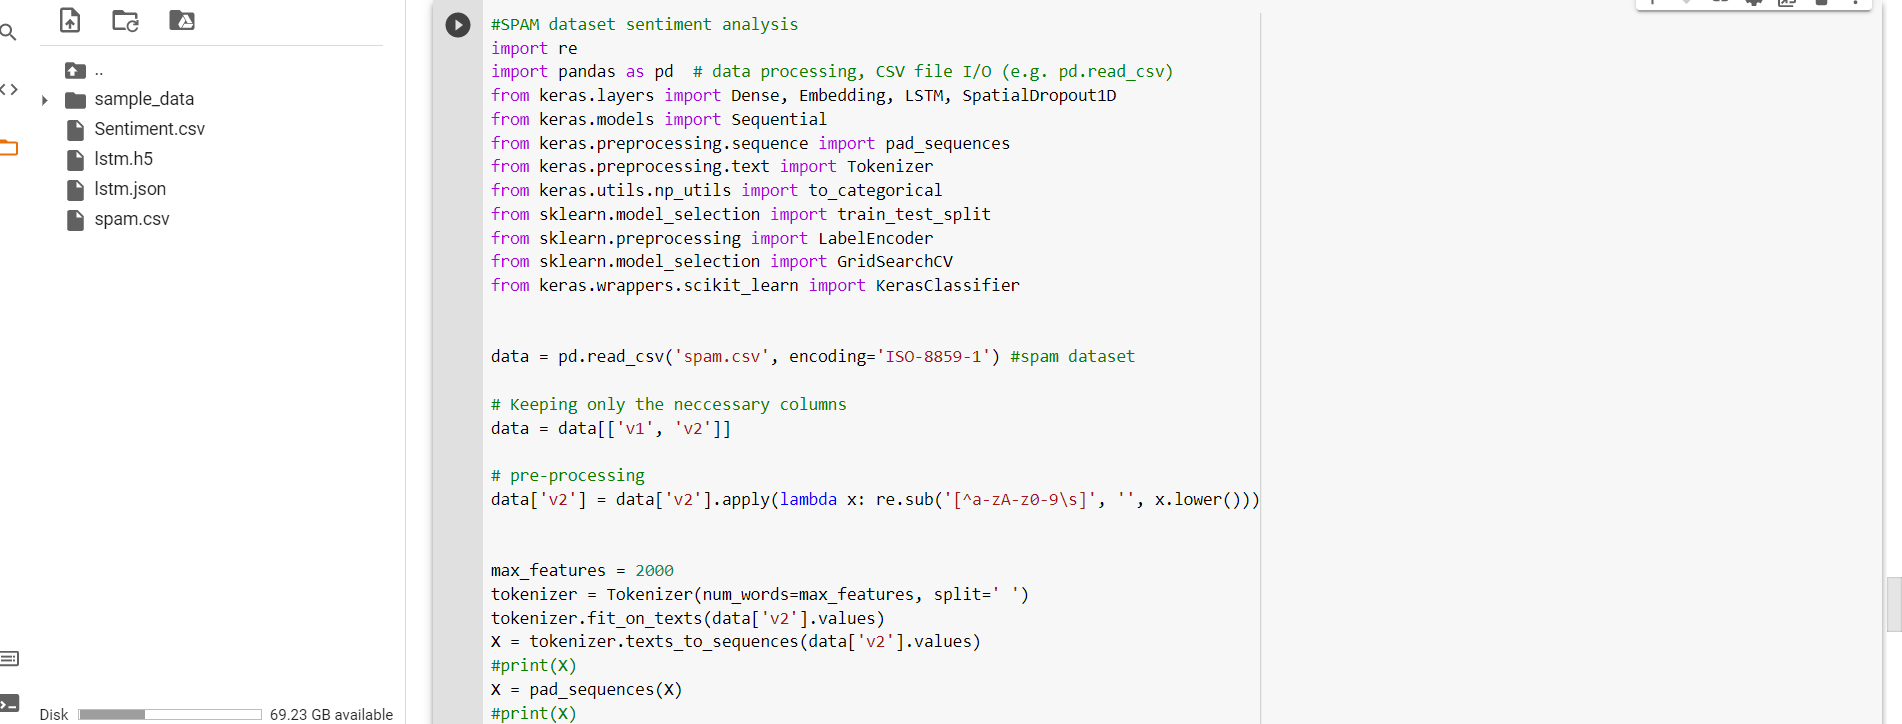 ..
sample_data
Sentiment.csv
lstm.h5
lstm.json
spam.csv
Disk 69.23 GB available
#SPAM dataset sentiment analysis
import re
import pandas as pd  # data processing, CSV file I/O (e.g. pd.read_csv)
from keras.layers import Dense, Embedding, LSTM, SpatialDropout1D
from keras.models import Sequential
from keras.preprocessing.sequence import pad_sequences
from keras.preprocessing.text import Tokenizer
from keras.utils.np_utils import to_categorical
from sklearn.model_selection import train_test_split
from sklearn.preprocessing import LabelEncoder
from sklearn.model_selection import GridSearchCV
from keras.wrappers.scikit_learn import KerasClassifier
data = pd.read_csv('spam.csv', encoding='ISO-8859-1') #spam dataset
# Keeping only the neccessary columns
data = data[['v1', 'v2']]
# pre-processing
data['v2'] = data['v2'].apply(lambda x: re.sub('[^a-zA-z0-9\s]', '', x.lower()))
max_features = 2000
tokenizer = Tokenizer(num_words=max_features, split=' ')
tokenizer.fit_on_texts(data['v2'].values)
X = tokenizer.texts_to_sequences(data['v2'].values)
#print(X)
X = pad_sequences(X)
#print(X)